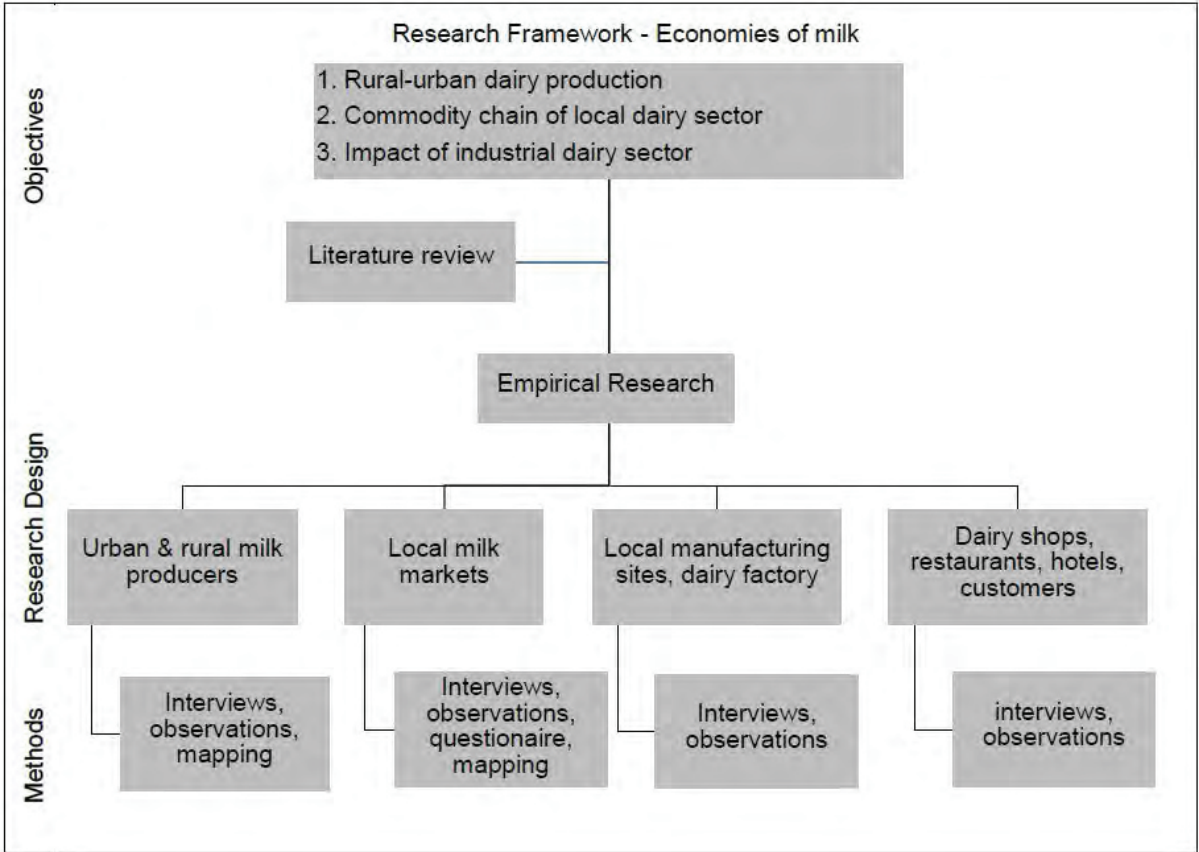 Research Framework - Economies of milk
Objectives
1. Rural-urban dairy production
2. Commodity chain of local dairy sector
3. Impact of industrial dairy sector
Literature review
Empirical Research
Research Design
Urban & rural milk
producers
Local milk
markets
Local manufacturing
sites, dairy factory
Dairy shops,
restaurants, hotels,
customers
Methods
Interviews,
observations,
mapping
Interviews,
observations,
questionaire,
mapping
Interviews,
observations
interviews,
observations